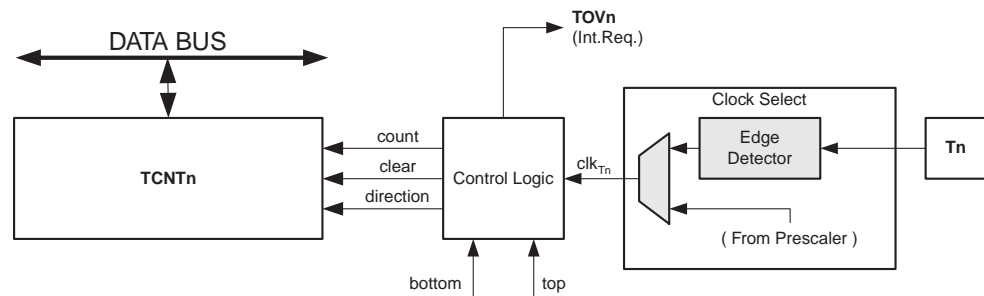 TOVn
(Int.Req.)
DATA BUS
Clock Select
TCNTn
count
clear
direction
Control Logic
clkTn
Edge
Detector
Tn
( From Prescaler )
bottom
top